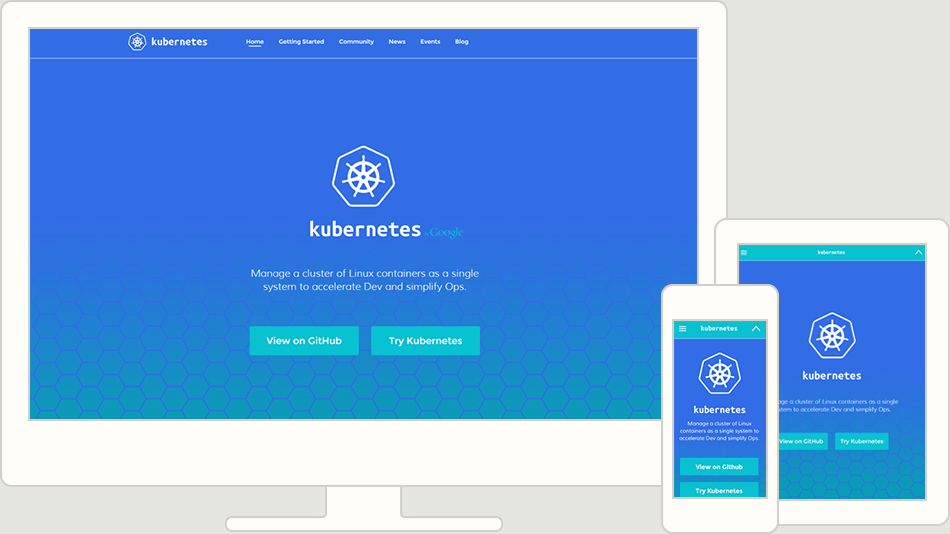 kubernetes
Home Getting Started Community News Events Blog
kubernetes by Google
Manage a cluster of Linux containers as a single
system to accelerate Dev and simplify Ops.
View on GitHub Try Kubernetes
kubernetes
kubernetes
Manage a cluster of Linux
containers as a single
system to accelerate Dev and simplify Ops.
View on Github
Try Kubernetes
kubernetes
kubernetes
age a cluster of Linux containers as a single
stem to accelerate Dev and simplify Ops.
View on GitHub Try Kubernetes